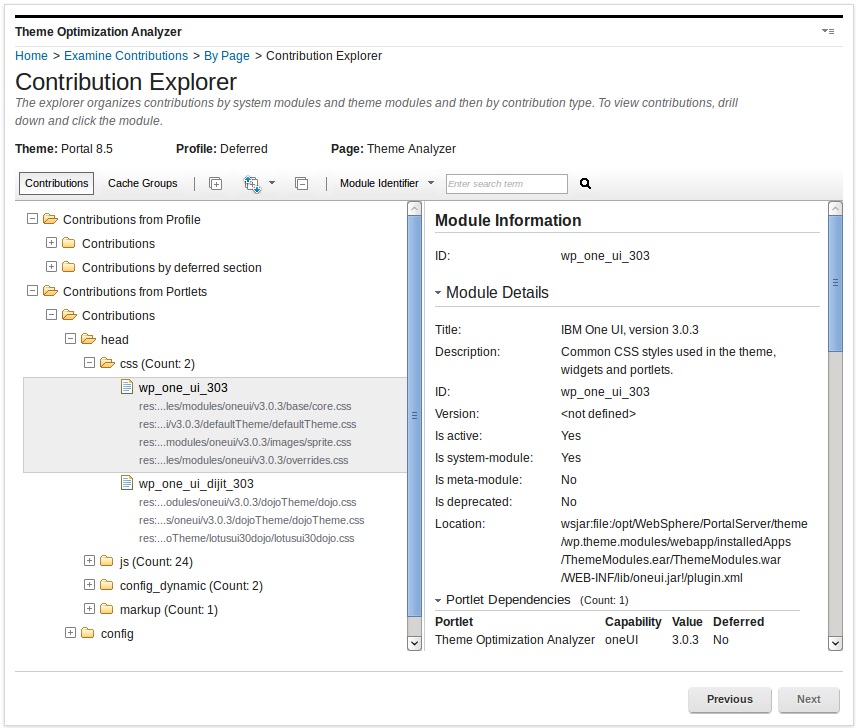 Theme Optimization Analyzer
Home > Examine Contributions > By Page > Contribution Explorer
Contribution Explorer
The explorer organizes contributions by system modules and theme modules and then by contribution type. To view contributions, drill
down and click the module.
Theme: Portal 8.5 Profile: Deferred Page: Theme Analyzer
Contributions Cache Groups Module Identifier Enter search term
Contributions from Profile
Contributions
Contributions by deferred section
Contributions from Portlets
Contributions
head
css (Count: 2)
wp_one_ui_303
res:...les/modules/oneui/v3.0.3/base/core.css
res:...i/v3.0.3/defaultTheme/defaultTheme.css
res:...modules/oneui/v3.0.3/images/sprite.css
res:...les/modules/oneui/v3.0.3/overrides.css
wp_one_ui_dijit_303
res:...odules/oneui/v3.0.3/dojoTheme/dojo.css
res:...s/oneui/v3.0.3/dojoTheme/dojoTheme.css
res:...oTheme/lotusui30dojo/lotusui30dojo.css
js (Count: 24)
config_dynamic (Count: 2)
markup (Count: 1)
config
Module Information
ID: wp_one_ui_303
Module Details
Title: IBM One UI, version 3.0.3
Description: Common CSS styles used in the theme,
widgets and portlets.
ID: wp_one_ui_303
Version: <not defined>
Is active: Yes
Is system-module: Yes
Is meta-module: No
Is deprecated: No
Location: wsjar:file:/opt/WebSphere/PortalServer/theme
/wp.theme.modules/webapp/installedApps
/ThemeModules.ear/ThemeModules.war
/WEB-INF/lib/oneui.jar!/plugin.xml
Portlet Dependencies (Count: 1)
Portlet Capability Value Deferred
Theme Optimization Analyzer oneUI 3.0.3 No
Previous Next